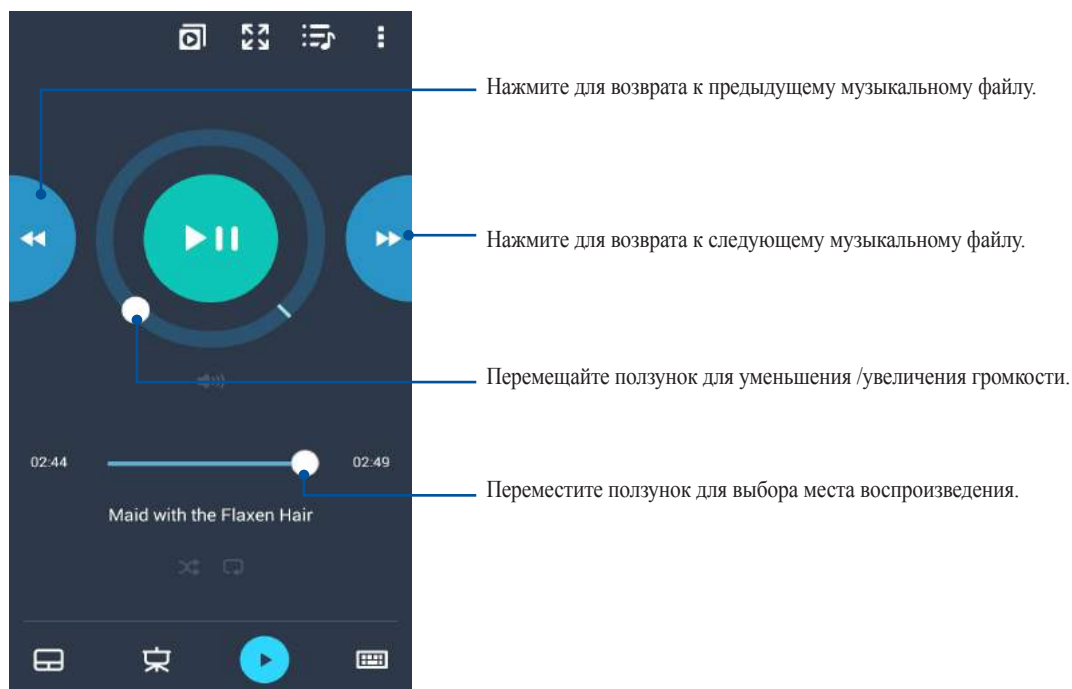 Нажмите для возврата к предыдущему музыкальному файлу.
Нажмите для возврата к следующему музыкальному файлу.
Перемещайте ползунок для уменьшения /увеличения громкости.
02:44
02:49
Переместите ползунок для выбора места воспроизведения.
Maid with the Flaxen Hair